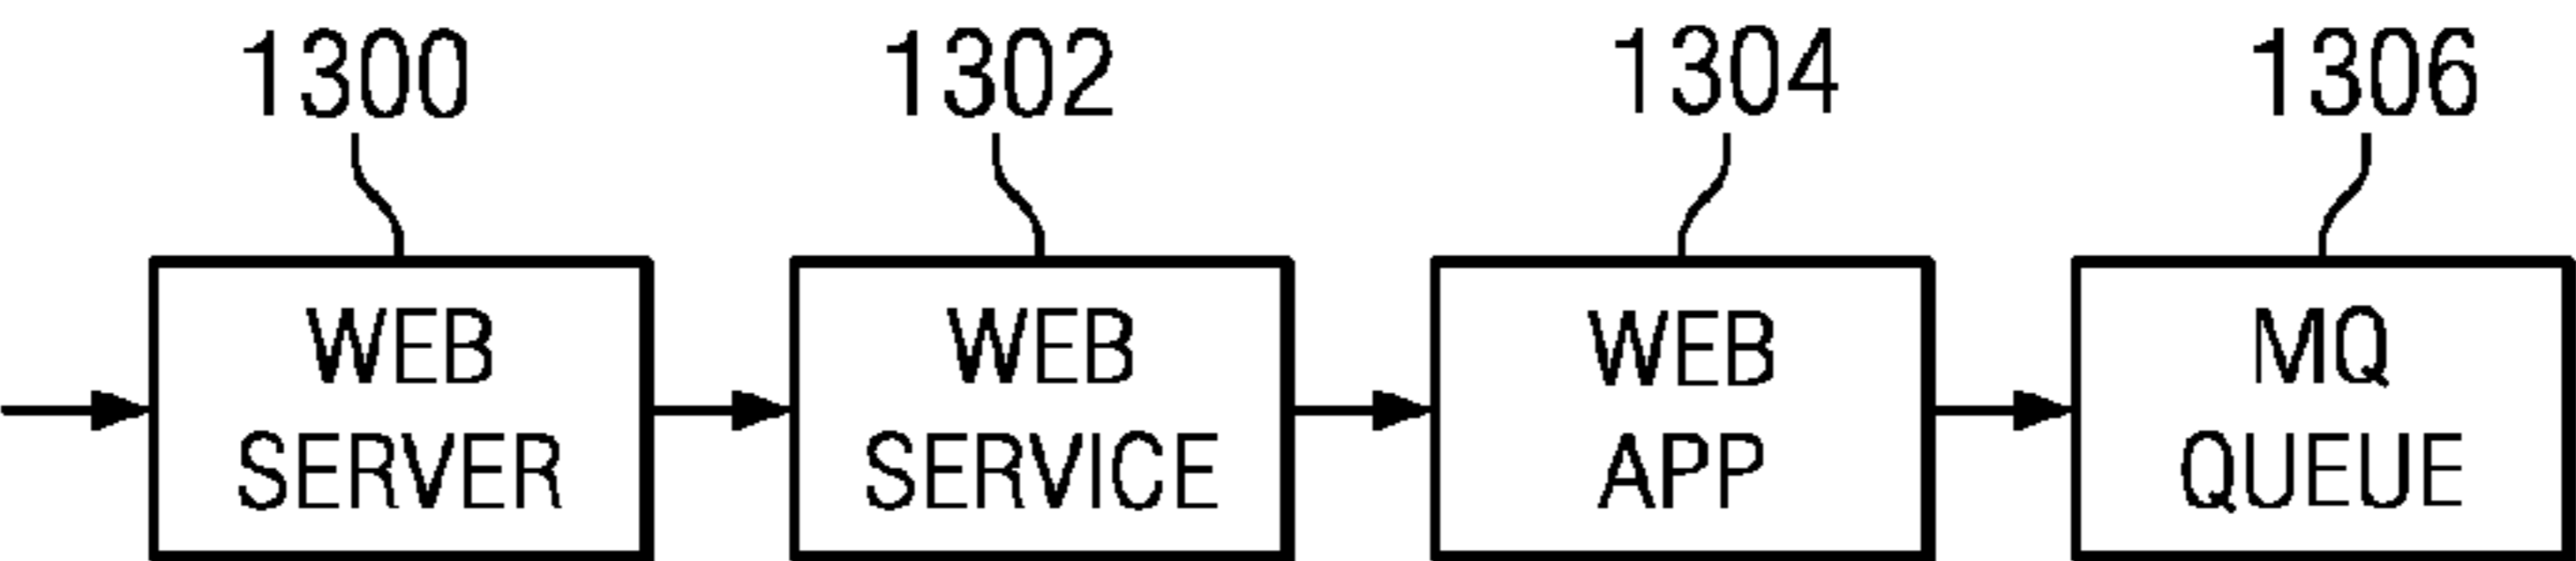 1300 1302 1304 1306
WEB WEB WEB MQ
SERVER SERVICE APP QUEUE